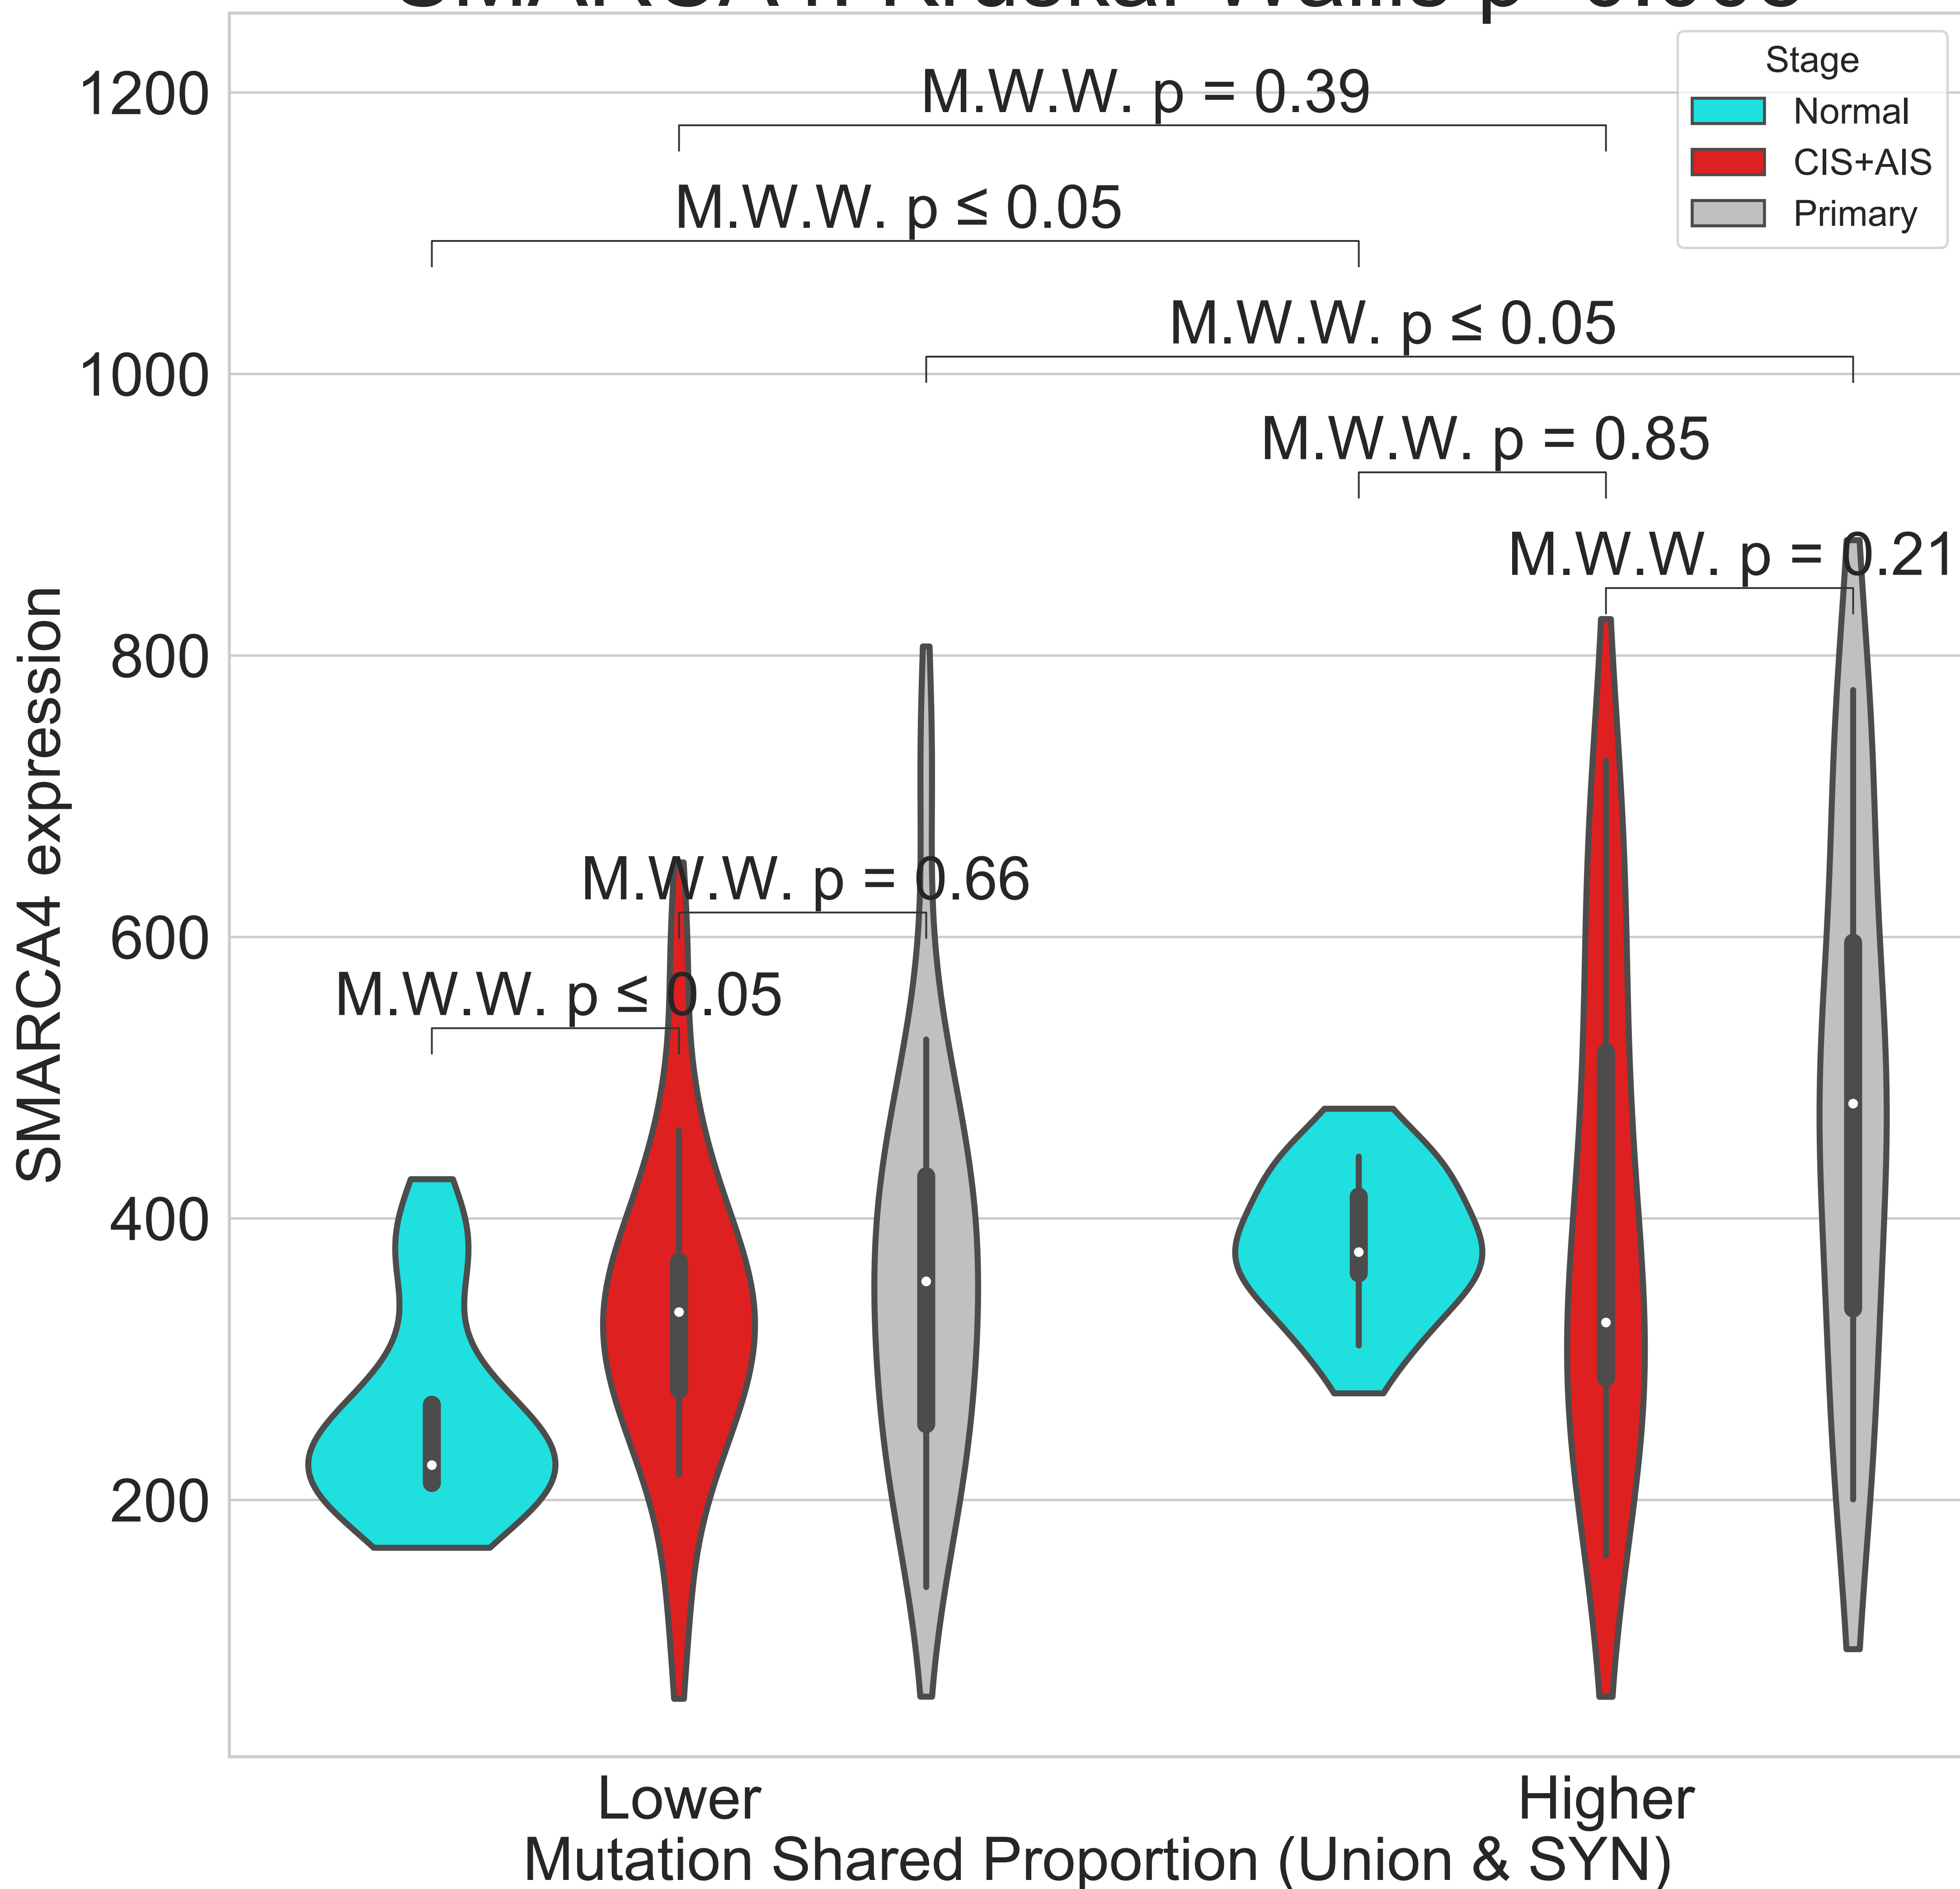 1200
1000
800
600
400
200
SMARCA4 expression
M.W.W. p = 0.39
M.W.W. p ≤ 0.05
M.W.W. p ≤ 0.05
M.W.W. p = 0.85
M.W.W. p = 0.21
M.W.W. p = 0.66
M.W.W. p ≤ 0.05
Stage
Normal
CIS+AIS
Primary
Lower
Higher
Mutation Shared Proportion (Union & SYN)